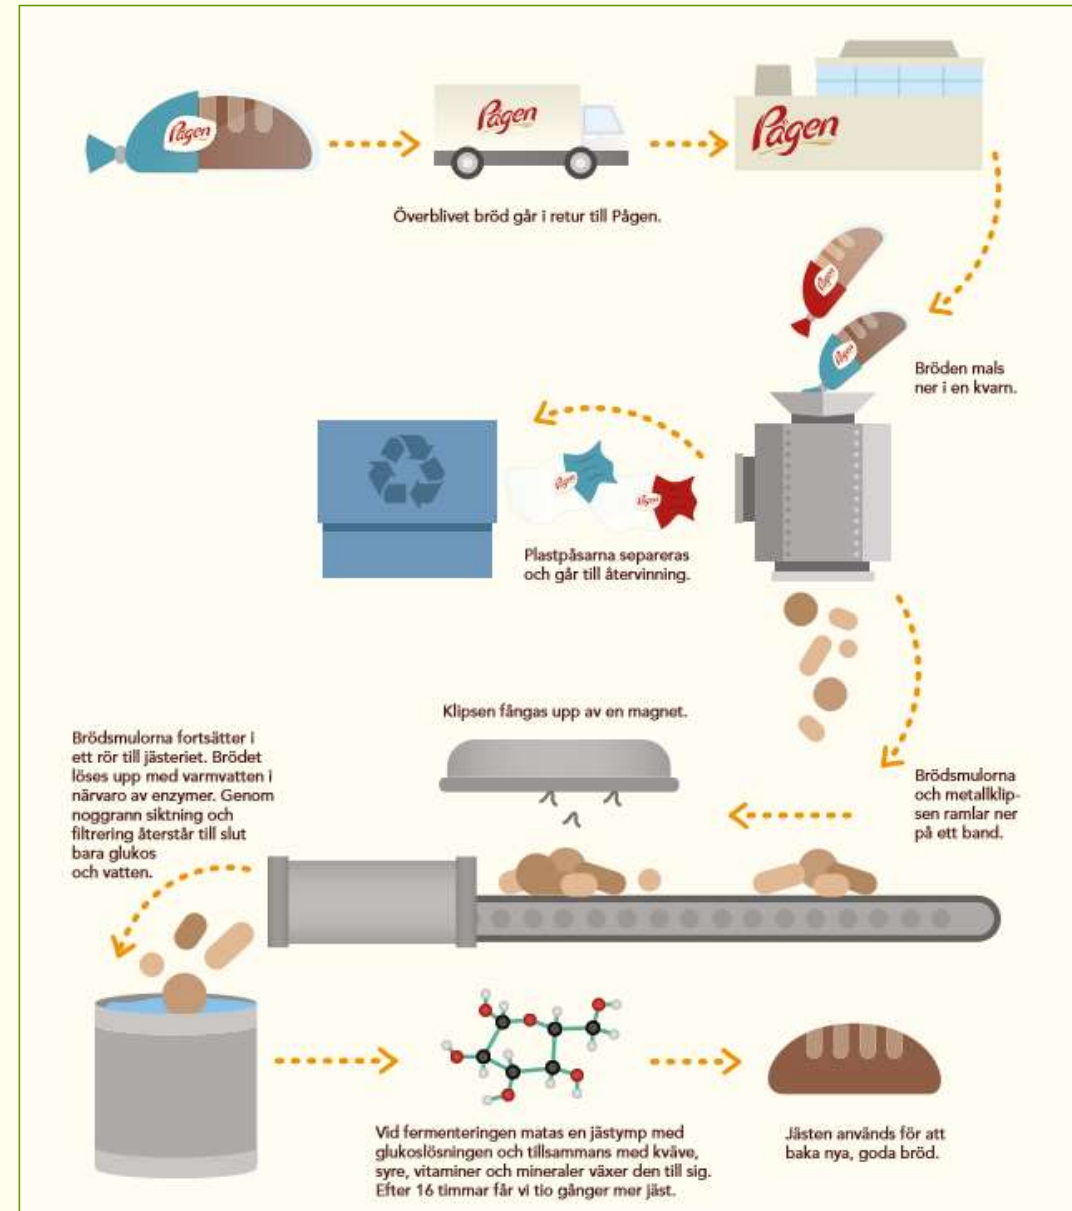 Pågen
Pågen
Pågen
Överblivet bröd går i retur till Pågen.
Pågen
Pågen
Bröden mals
ner i en kvarn.
Pågen
Pågen
Plastpåsarna separeras
och går till återvinning.
Klipsen fångas upp av en magnet.
Brödsmulorna
och metallklip-
sen ramlar ner
på ett band.
Brödsmulorna fortsätter i
ett rör till jästeriet. Brödet
löses upp med varmvatten i
närvaro av enzymer. Genom
noggrann siktning och
filtrering återstår till slut
bara glukos
och vatten.
Vid fermenteringen matas en jästymp med
glukoslösningen och tillsammans med kväve,
syre, vitaminer och mineraler växer den till sig.
Efter 16 timmar får vi tio gånger mer jäst.
Jästen används för att
baka nya, goda bröd.